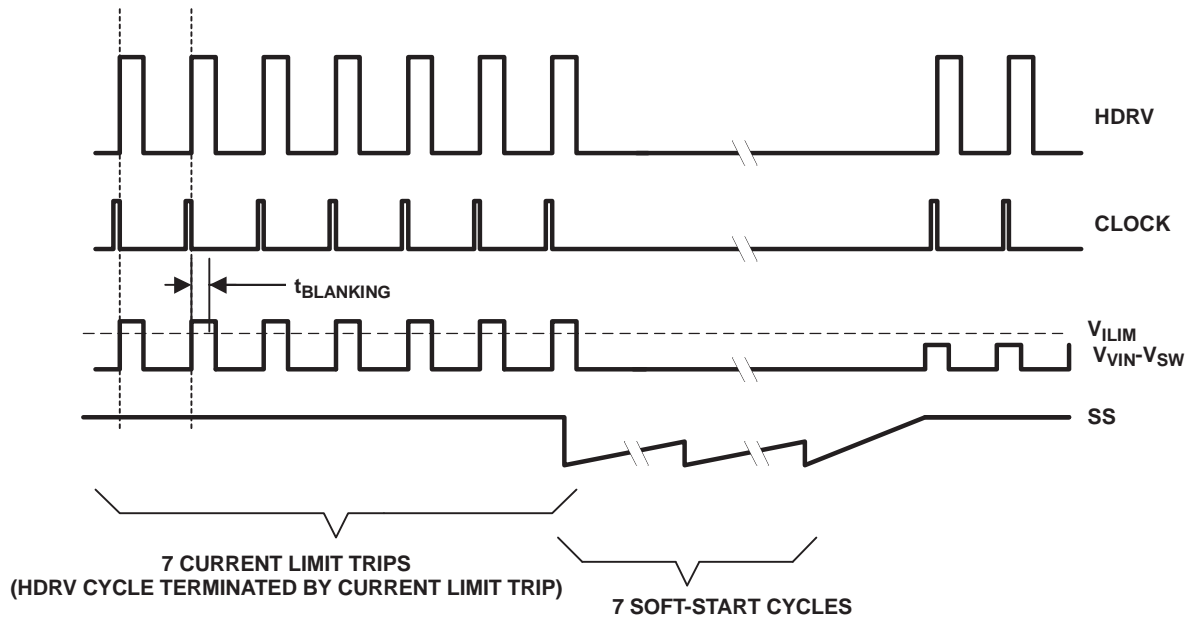 HDRV
CLOCK
tBLANKING
VILIM
VVIN-VSW
SS
7 CURRENT LIMIT TRIPS
(HDRV CYCLE TERMINATED BY CURRENT LIMIT TRIP)
7 SOFT-START CYCLES